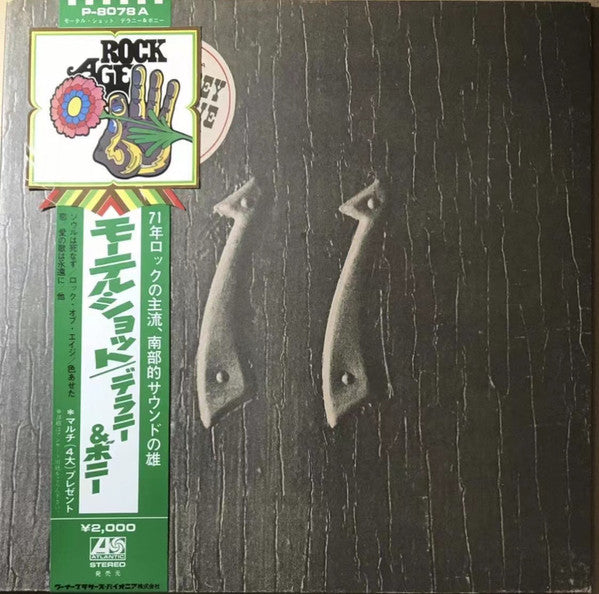 P-8078A
モータル・ショット デラニー&ボニー
ROCK
AGE
EY
IE
71年ロックの主流、南部的サウンドの雄
モーテル・ショット/デラニー
&ボニー
ソウルは死なず/ロック・オブ・エイジ/色あせた
恋 愛の歌は永遠に 他
*マルチ(4大)プレゼント
¥2,000
ATLANTIC
STEREO
発売元
ワーナーブラザーズ・パイオニア株式会社